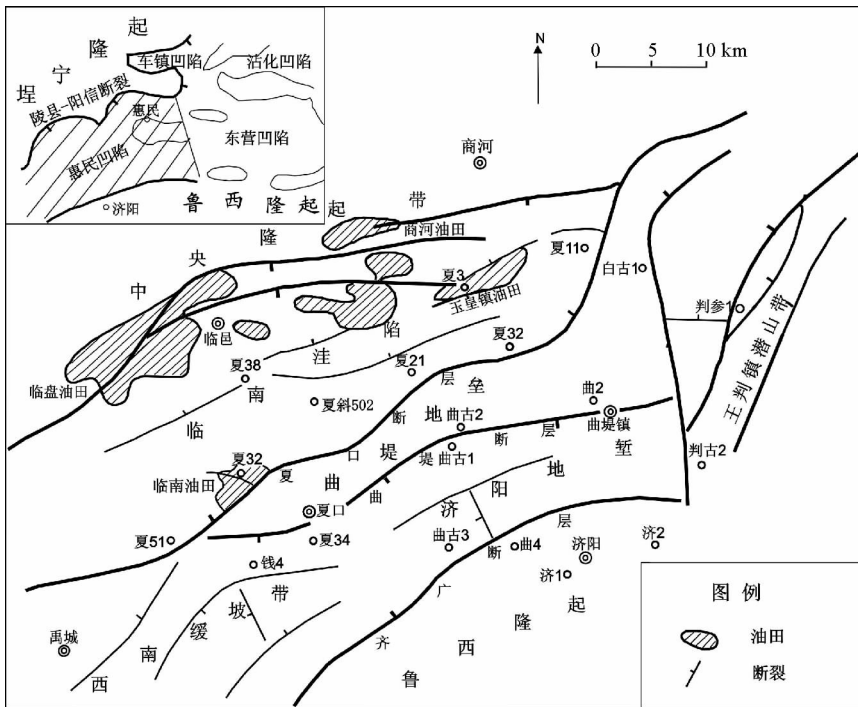 埕宁隆起
车镇凹陷
沾化凹陷
陵县-阳信断裂
惠民
东营凹陷
惠民凹陷
济阳
鲁西隆起
N
0 5 10 km
商河
中央隆起带
商河油田
夏11
白古1
夏3
玉皇镇油田
判参1
临邑
夏32
王判镇潜山带
夏38
夏21
临南洼陷
临盘油田
夏斜502
曲2
曲堤镇
曲古2
曲古1
夏口断层
曲堤地垒
曲堤断层
判古2
夏32
临南油田
济阳地堑
夏口
夏51
夏34
曲古3
曲4
济阳
济2
钱4
济1
齐广断层
禹城
西南缓坡带
鲁西隆起
图例
油田
断裂